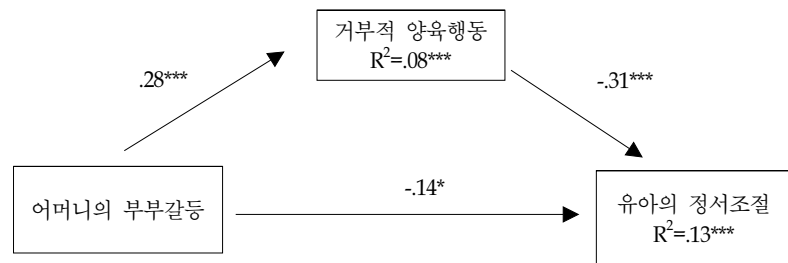 거부적 양육행동
R²=.08***
.28***
-.31***
어머니의 부부갈등
-.14*
유아의 정서조절
R²=.13***